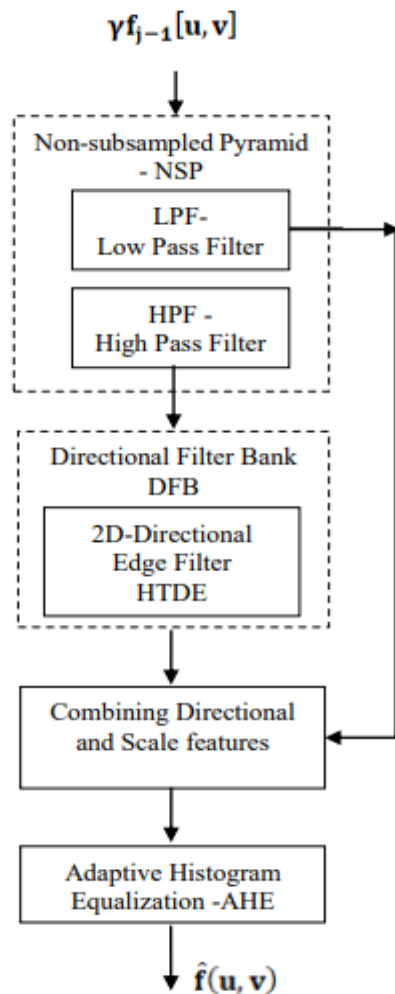 γf_{j−1}[u, v]
Non-subsampled Pyramid
- NSP
LPF-
Low Pass Filter
HPF -
High Pass Filter
Directional Filter Bank
DFB
2D-Directional
Edge Filter
HTDE
Combining Directional
and Scale features
Adaptive Histogram
Equalization -AHE
f̂(u, v)